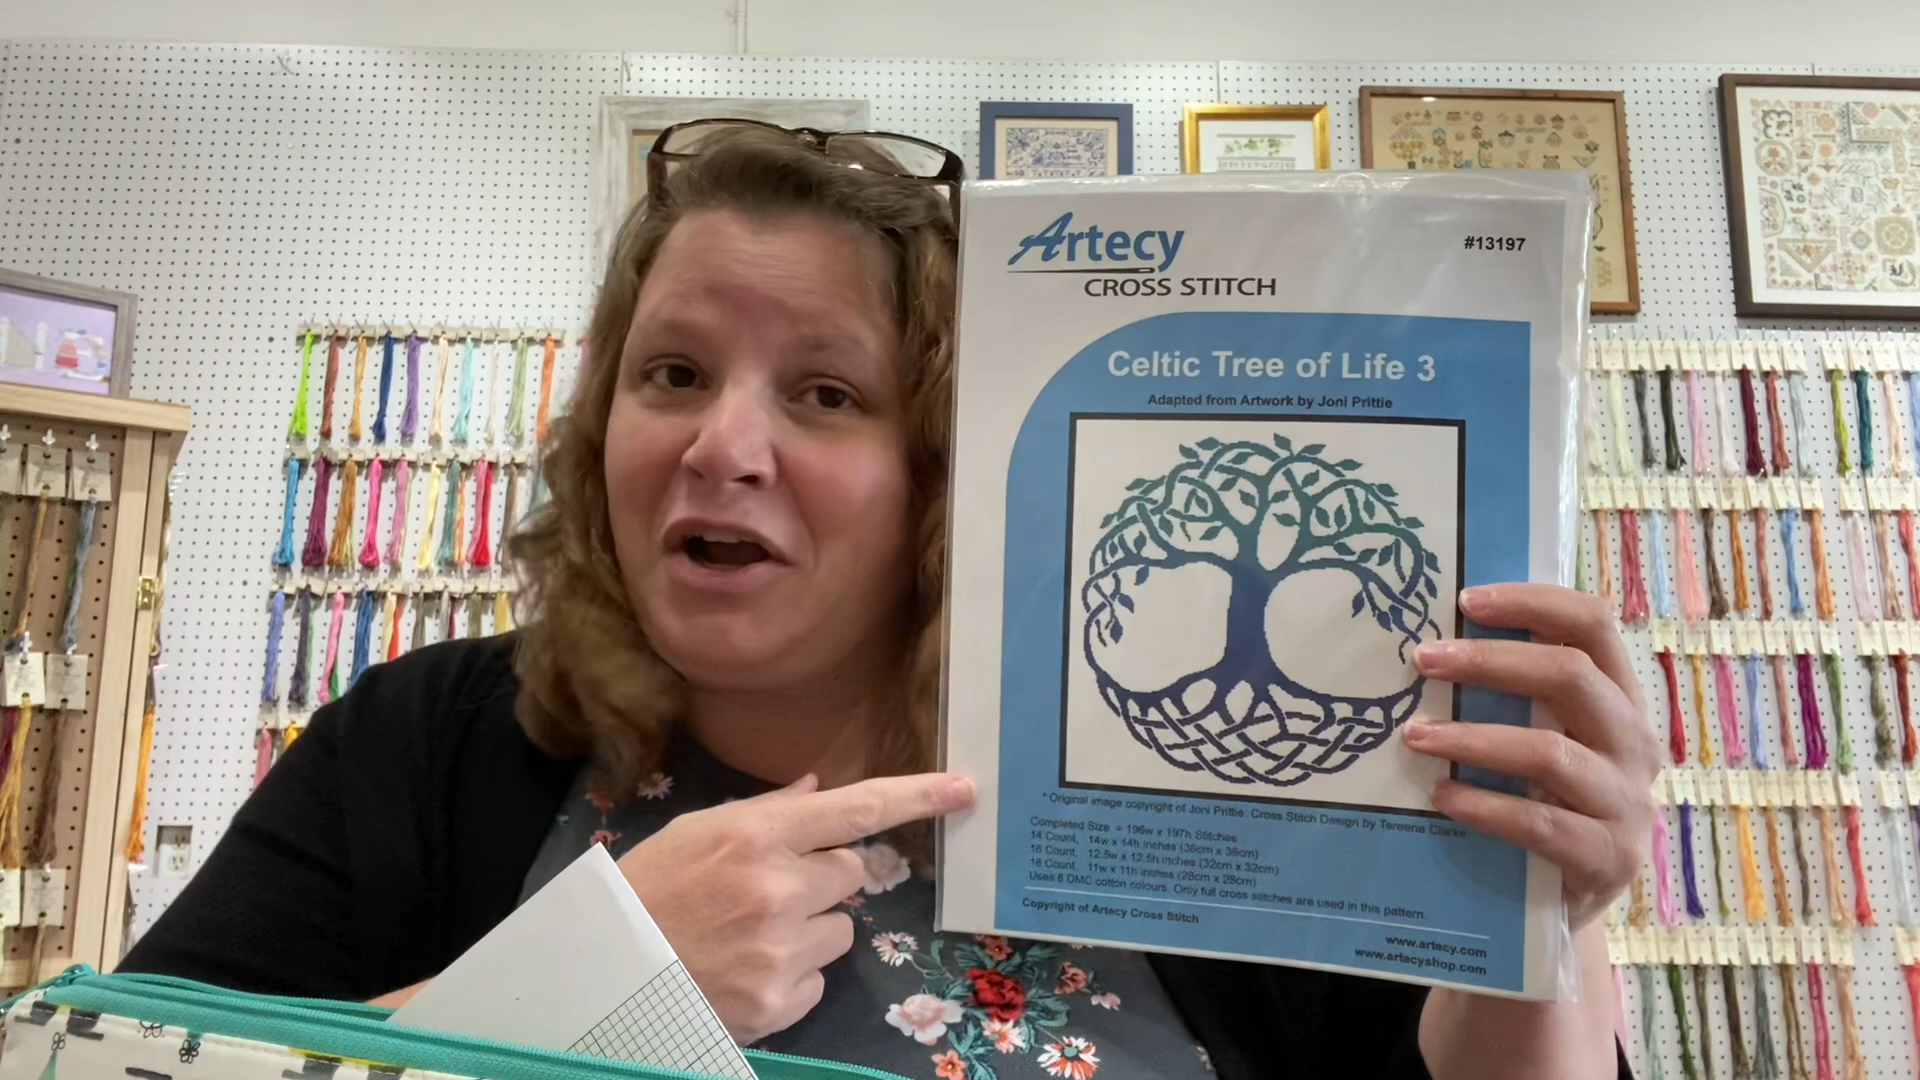 Artecy
CROSS STITCH
#13197
Celtic Tree of Life 3
Adapted from Artwork by Joni Prittie
* Original image copyright of Joni Prittie. Cross Stitch Design by Tereena Clarke
Completed Size = 196w x 197h Stitches
14 Count, 14w x 14h inches (36cm x 36cm)
16 Count, 12.5w x 12.5h inches (32cm x 32cm)
18 Count, 11w x 11h inches (28cm x 28cm)
Uses 8 DMC cotton colours. Only full cross stitches are used in this pattern.
Copyright of Artecy Cross Stitch
www.artecy.com
www.artecyshop.com